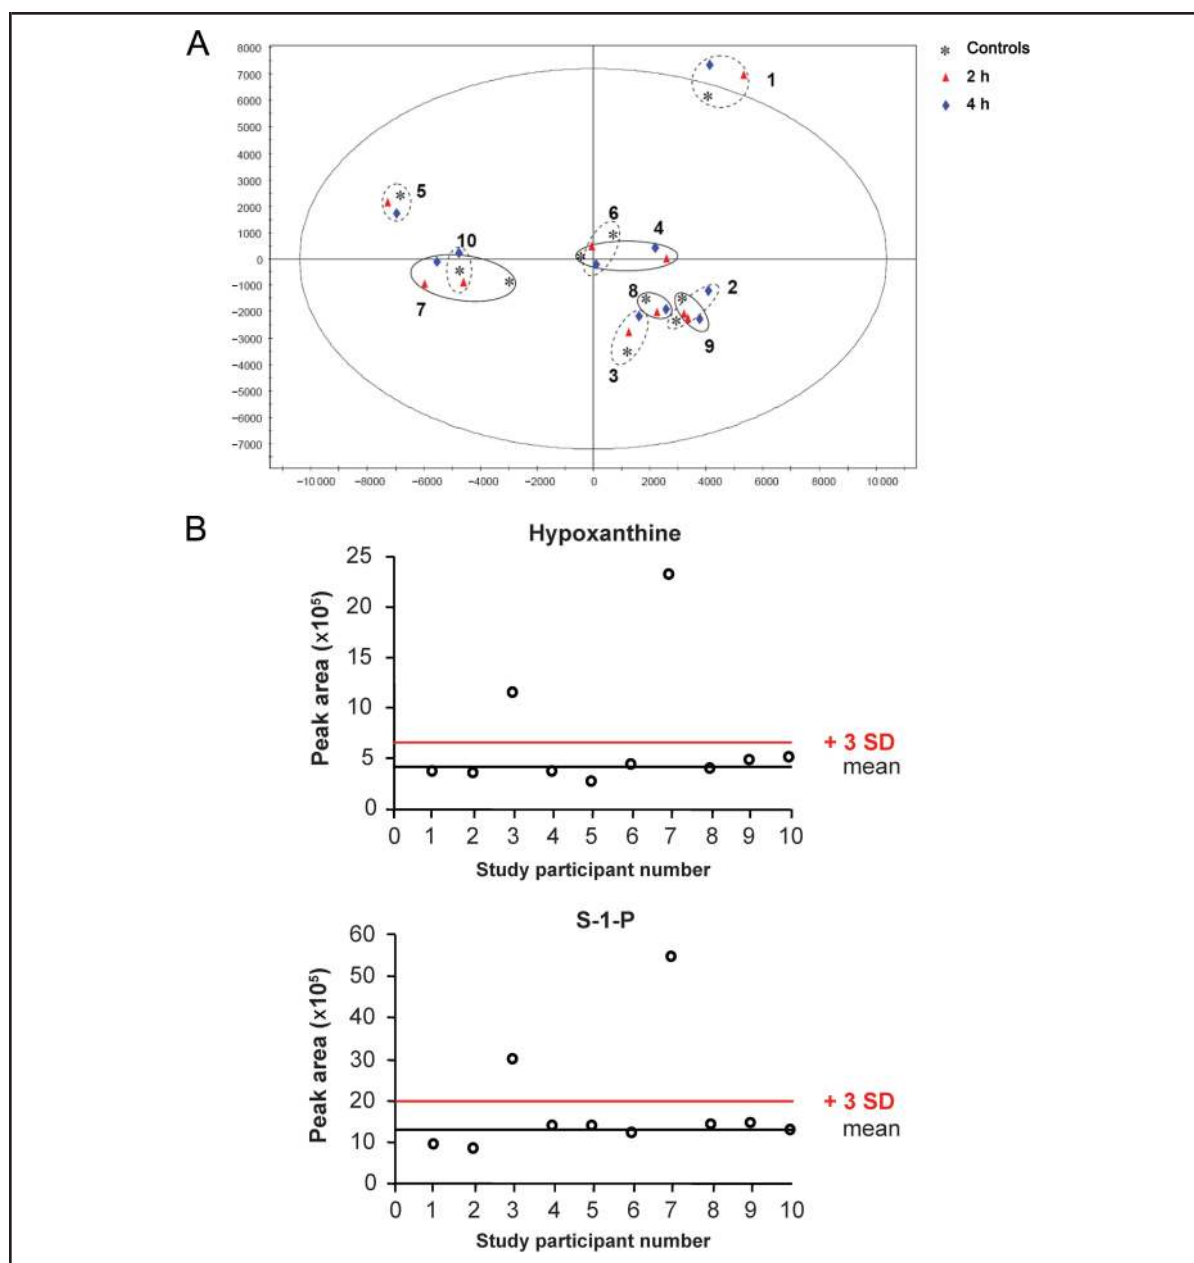 A
Controls
2 h
4 h
8000
7000
6000
5000
4000
3000
2000
1000
0
−1000
−2000
−3000
−4000
−5000
−6000
−7000
1
5
6
4
10
7
8
2
9
3
−10 000
−8000
−6000
−4000
−2000
0
2000
4000
6000
8000
10 000
B
Hypoxanthine
Peak area (x10⁵)
25
20
15
10
5
0
+ 3 SD
mean
0 1 2 3 4 5 6 7 8 9 10
Study participant number
S-1-P
Peak area (x10⁵)
60
50
40
30
20
10
0
+ 3 SD
mean
0 1 2 3 4 5 6 7 8 9 10
Study participant number